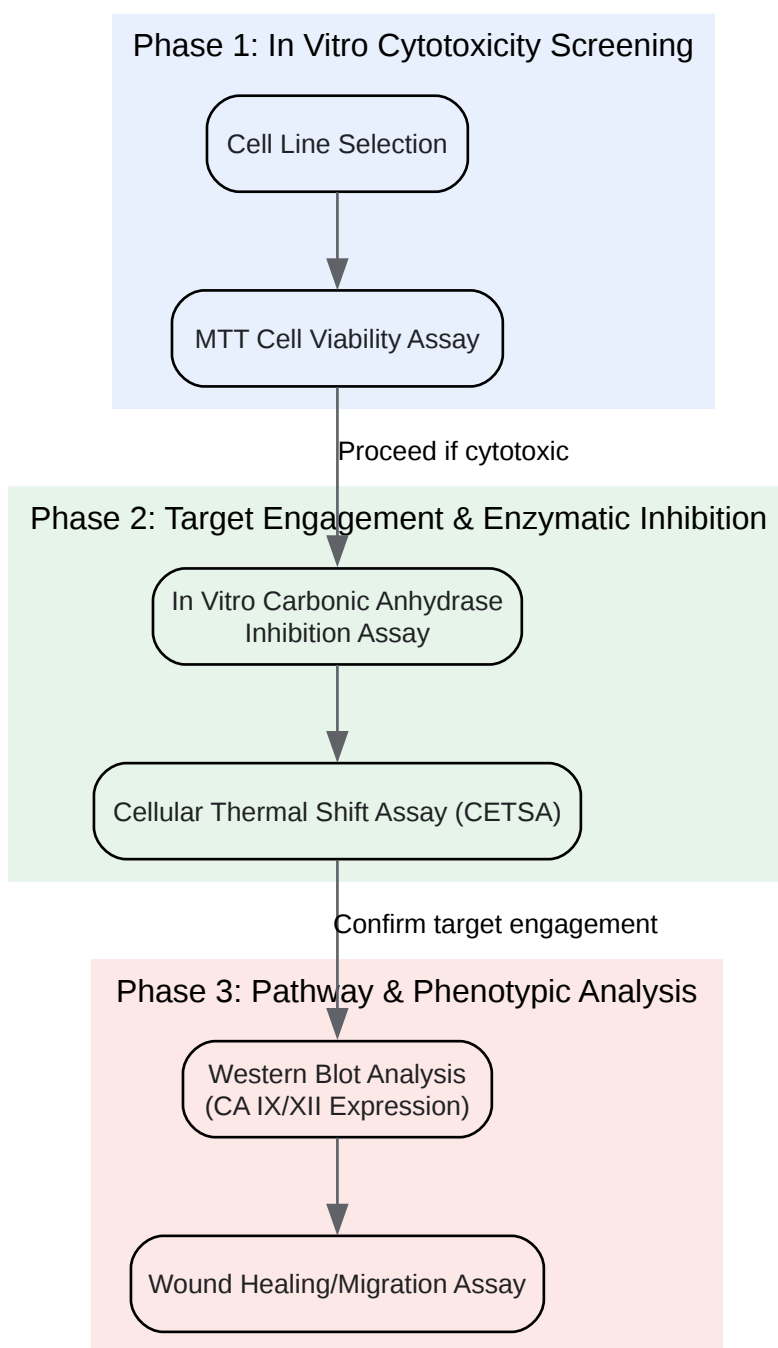 Phase 1: In Vitro Cytotoxicity Screening
Cell Line Selection
MTT Cell Viability Assay
Proceed if cytotoxic
Phase 2: Target Engagement & Enzymatic Inhibition
In Vitro Carbonic Anhydrase
Inhibition Assay
Cellular Thermal Shift Assay (CETSA)
Confirm target engagement
Phase 3: Pathway & Phenotypic Analysis
Western Blot Analysis
(CA IX/XII Expression)
Wound Healing/Migration Assay